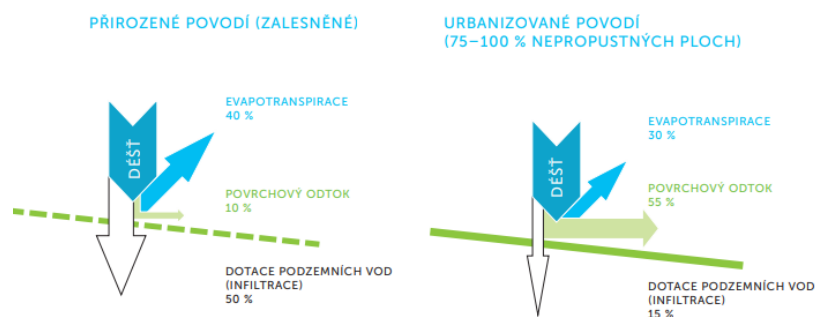 PŘIROZENÉ POVODÍ (ZALESNĚNÉ)
DÉŠŤ
EVAPOTRANSPIRACE
40 %
POVRCHOVÝ ODTOK
10 %
DOTACE PODZEMNÍCH VOD
(INFILTRACE)
50 %
URBANIZOVANÉ POVODÍ
(75–100 % NEPROPUSTNÝCH PLOCH)
DÉŠŤ
EVAPOTRANSPIRACE
30 %
POVRCHOVÝ ODTOK
55 %
DOTACE PODZEMNÍCH VOD
(INFILTRACE)
15 %